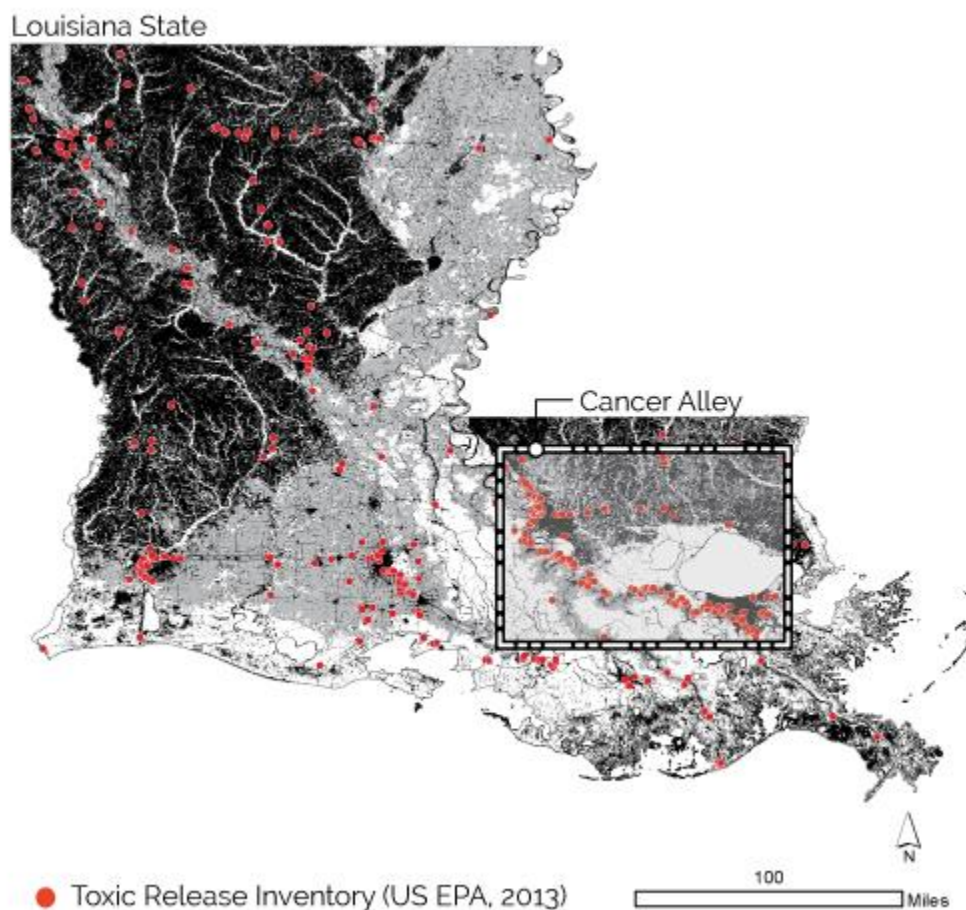 Louisiana State
Cancer Alley
N
Toxic Release Inventory (US EPA, 2013)
100
Miles